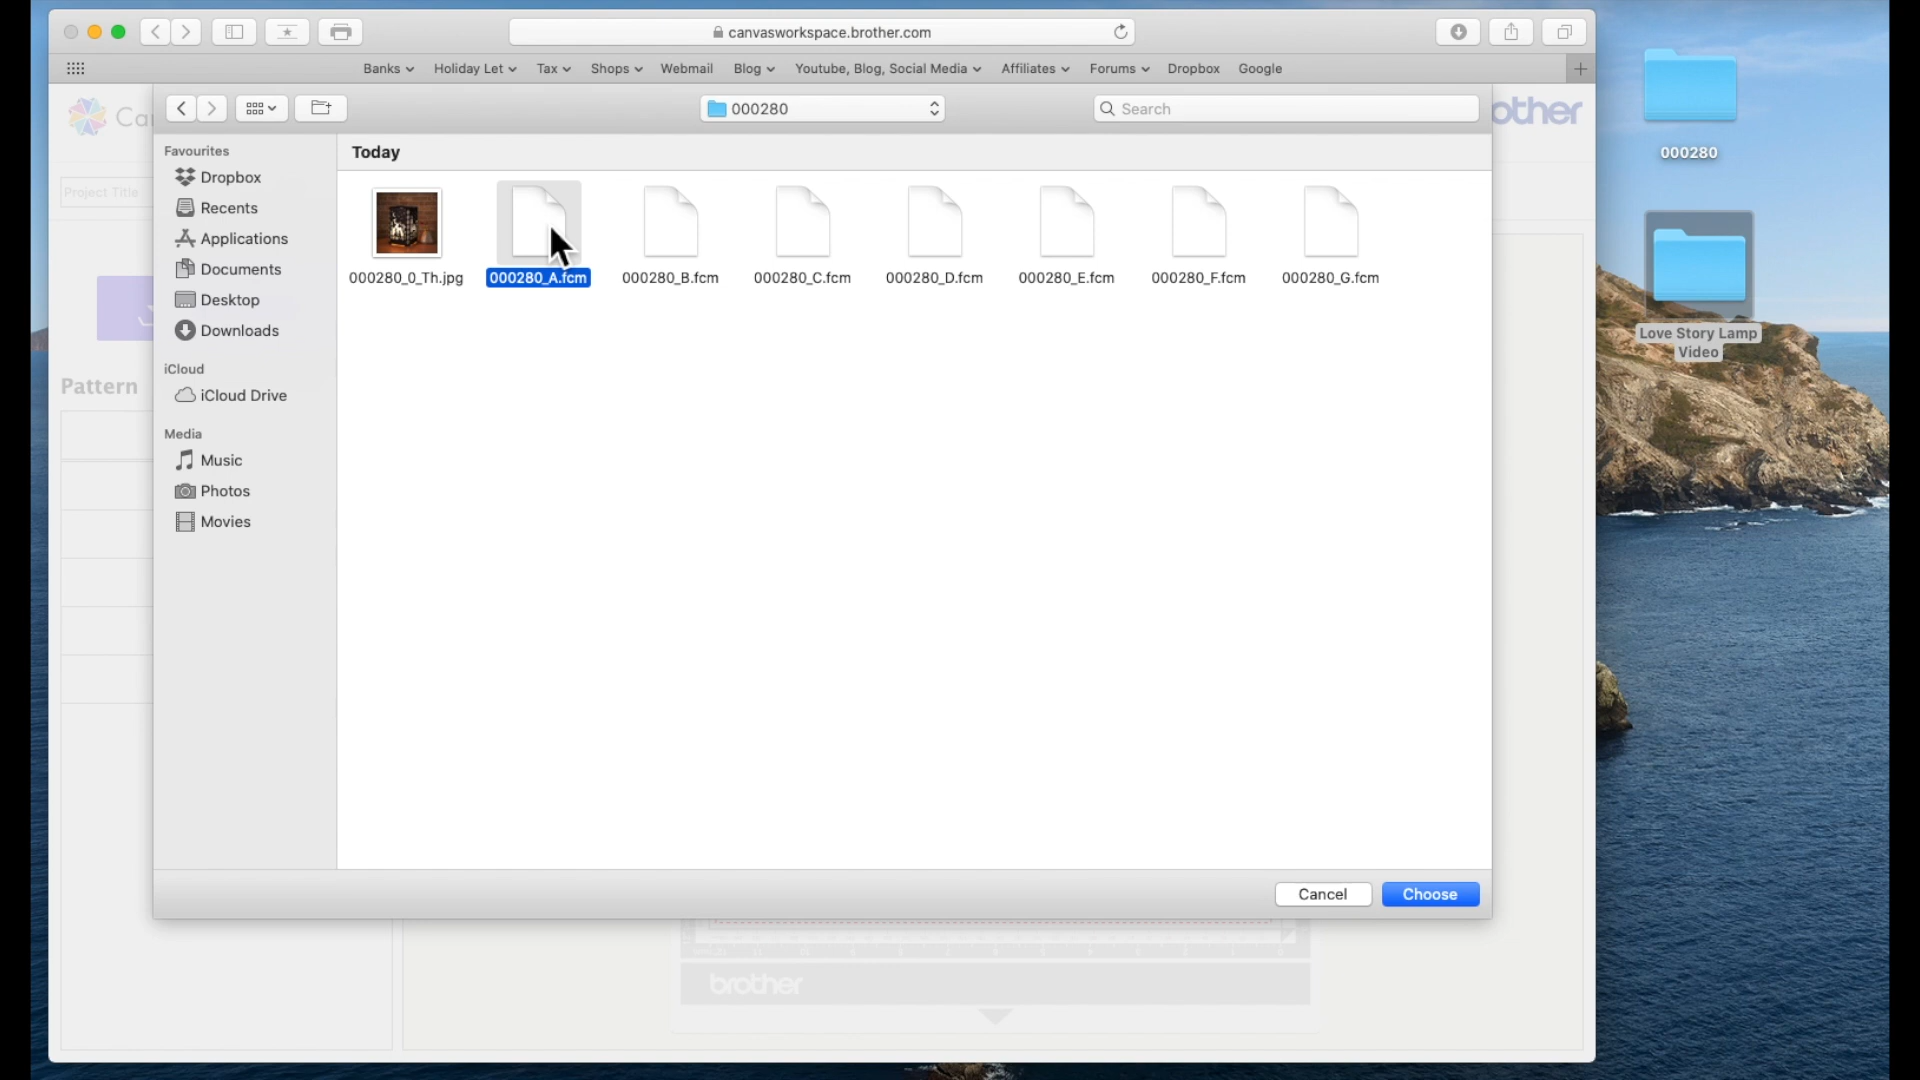 canvasworkspace.brother.com
Banks
Holiday Let
Tax
Shops
Webmail
Blog
Youtube, Blog, Social Media
Affiliates
Forums
Dropbox
Google
000280
Search
other
Project Title
Pattern
Favourites
Dropbox
Recents
Applications
Documents
Desktop
Downloads
iCloud
iCloud Drive
Media
Music
Photos
Movies
Today
000280_0_Th.jpg
000280_A.fcm
000280_B.fcm
000280_C.fcm
000280_D.fcm
000280_E.fcm
000280_F.fcm
000280_G.fcm
Cancel
Choose
brother
000280
Love Story Lamp
Video